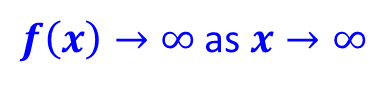 f(x) → ∞ as x → ∞